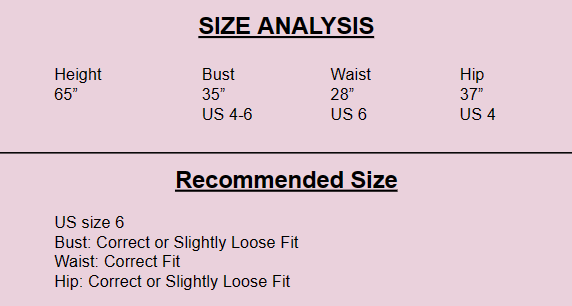 SIZE ANALYSIS
Height Bust Waist Hip
65” 35” 28” 37”
US 4-6 US 6 US 4
Recommended Size
US size 6
Bust: Correct or Slightly Loose Fit
Waist: Correct Fit
Hip: Correct or Slightly Loose Fit